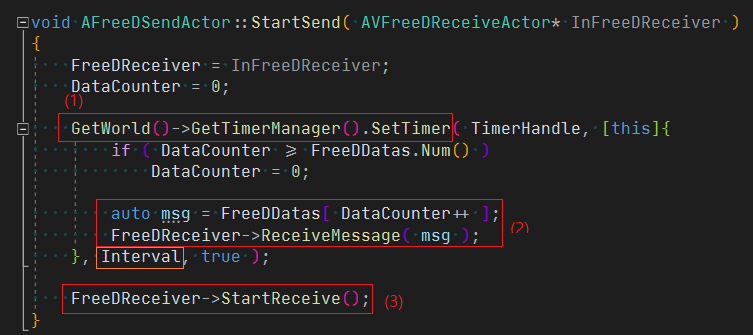 void AFreeDSendActor::StartSend( AVFreeDReceiveActor* InFreeDReceiver )
{
FreeDReceiver = InFreeDReceiver;
DataCounter = 0;
(1)
GetWorld()->GetTimerManager().SetTimer( TimerHandle, [this]{
if ( DataCounter >= FreeDDatas.Num() )
DataCounter = 0;
auto msg = FreeDDatas[ DataCounter++ ];
FreeDReceiver->ReceiveMessage( msg ); (2)
}, Interval, true );
FreeDReceiver->StartReceive(); (3)
}